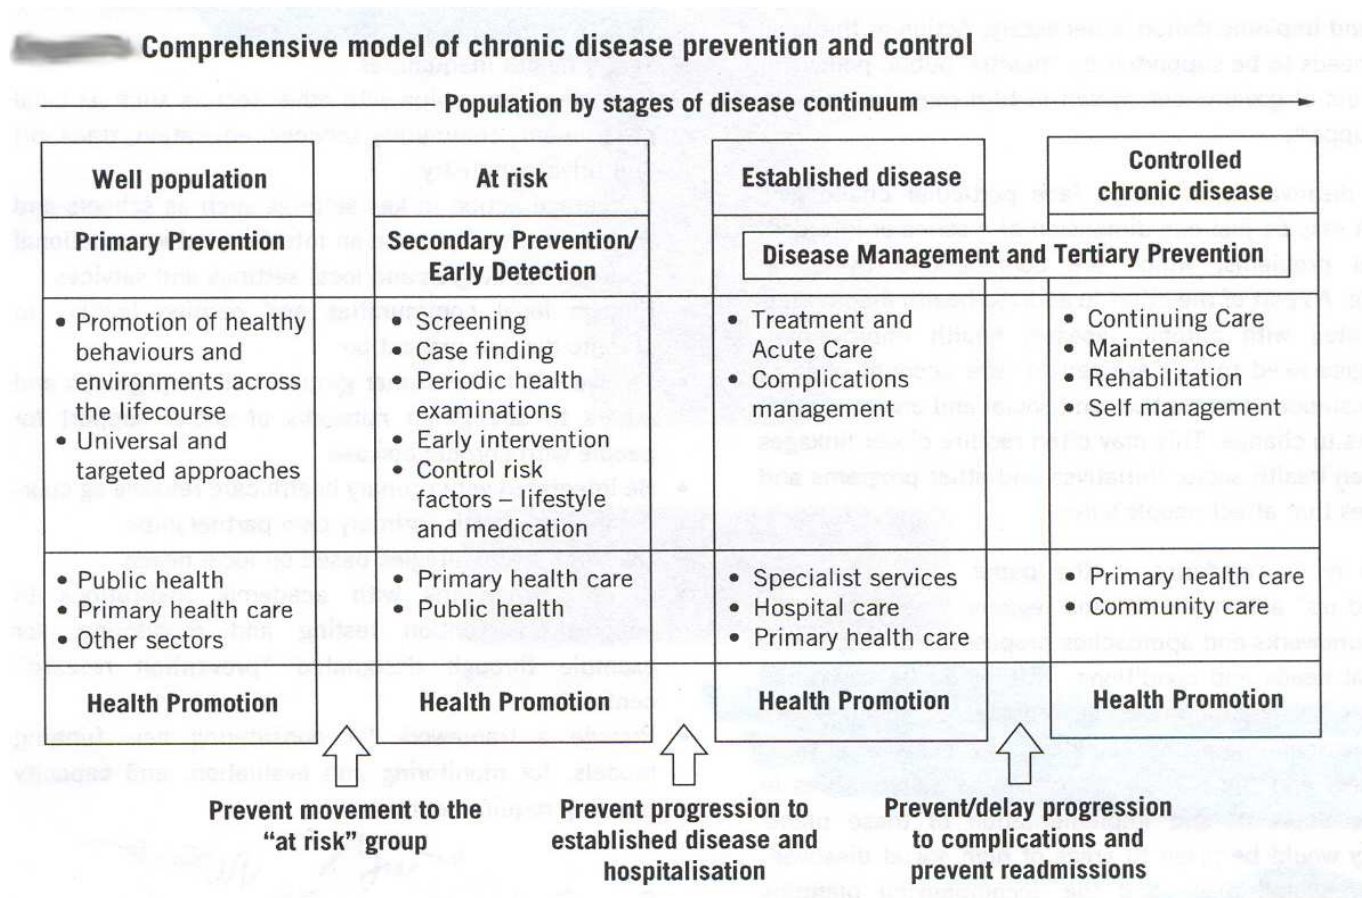 Comprehensive model of chronic disease prevention and control
Population by stages of disease continuum
Well population
Primary Prevention
• Promotion of healthy
behaviours and
environments across
the lifecourse
• Universal and
targeted approaches
• Public health
• Primary health care
• Other sectors
Health Promotion
At risk
Secondary Prevention/
Early Detection
• Screening
• Case finding
• Periodic health
examinations
• Early intervention
• Control risk
factors – lifestyle
and medication
• Primary health care
• Public health
Health Promotion
Established disease
Controlled
chronic disease
Disease Management and Tertiary Prevention
• Treatment and
Acute Care
• Complications
management
• Specialist services
• Hospital care
• Primary health care
Health Promotion
• Continuing Care
• Maintenance
• Rehabilitation
• Self management
• Primary health care
• Community care
Health Promotion
Prevent movement to the
“at risk” group
Prevent progression to
established disease and
hospitalisation
Prevent/delay progression
to complications and
prevent readmissions